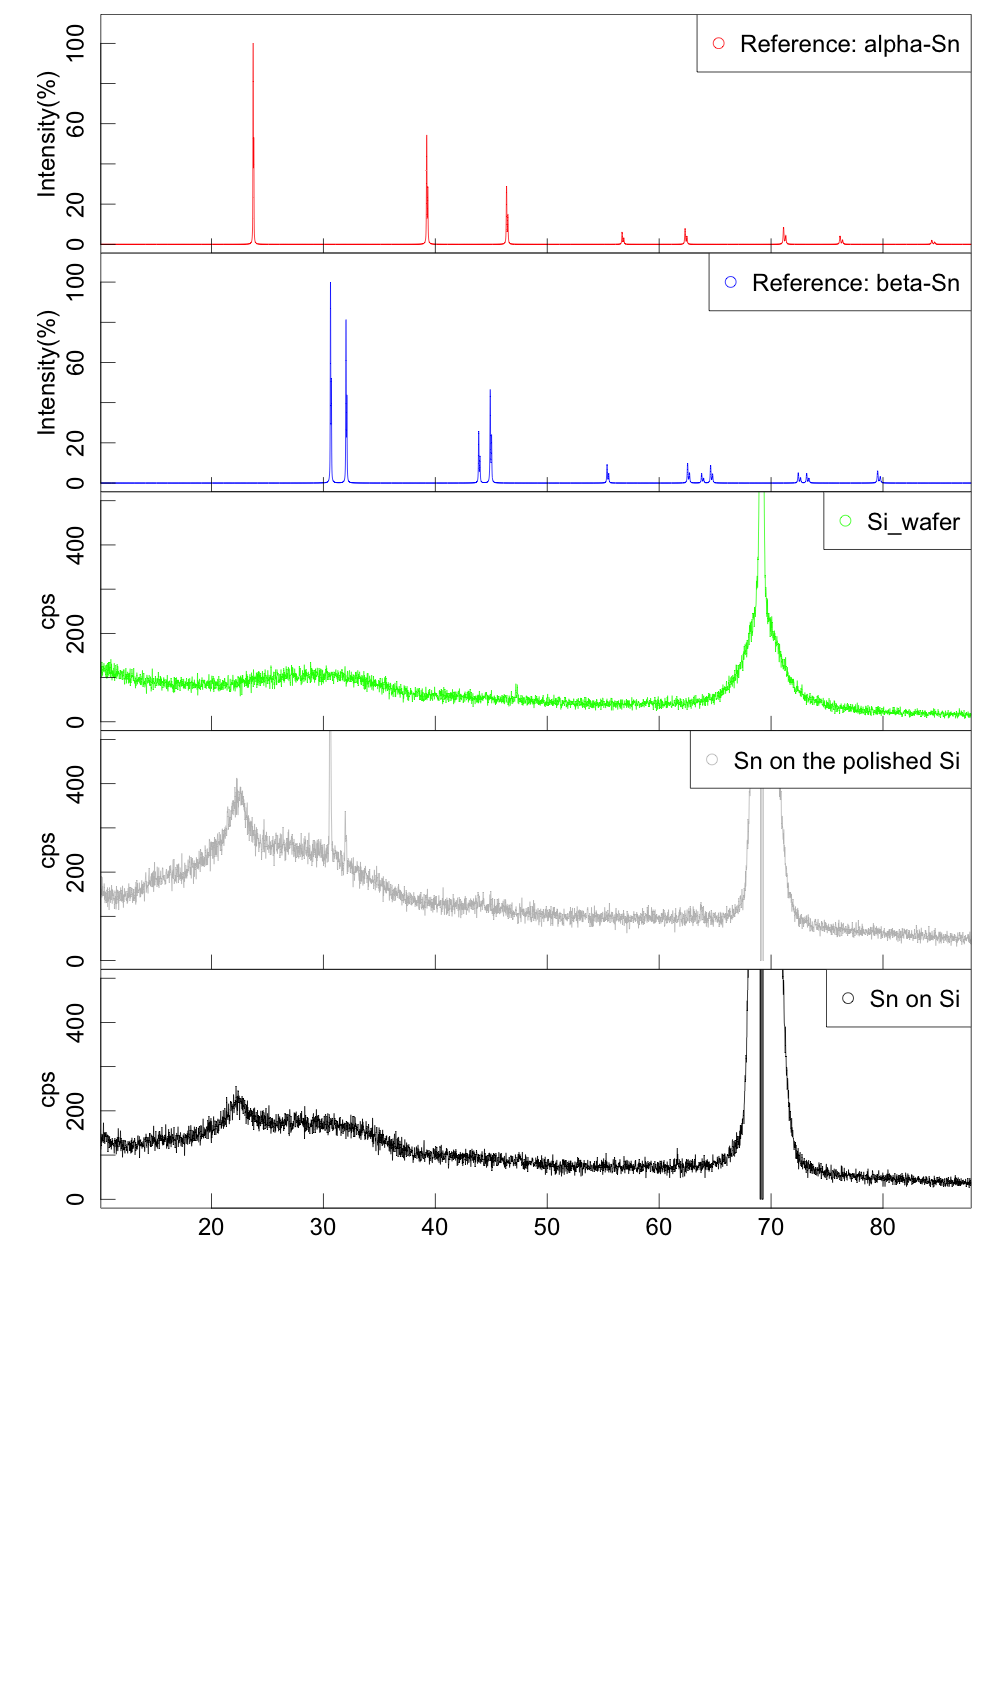 Reference: alpha-Sn
Intensity(%)
0 20 60 100
Reference: beta-Sn
Intensity(%)
0 20 60 100
Si_wafer
cps
0 200 400
Sn on the polished Si
cps
0 200 400
Sn on Si
cps
0 200 400
20 30 40 50 60 70 80